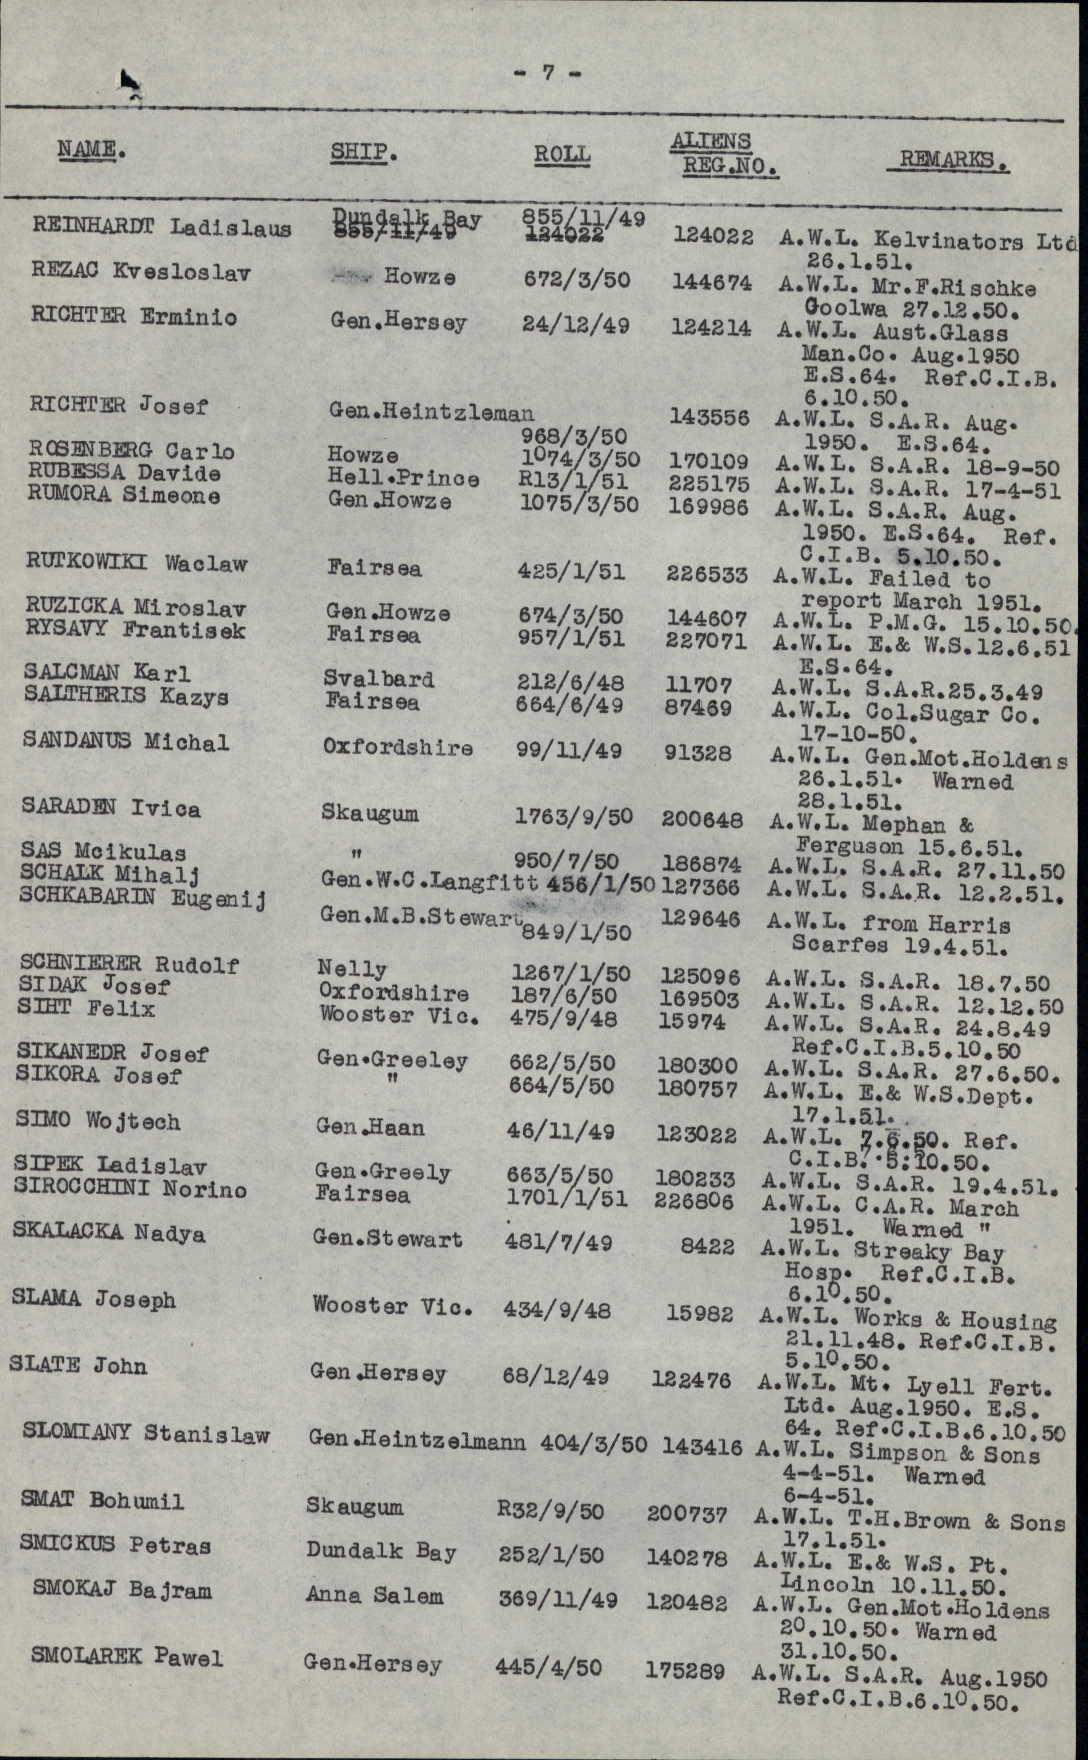 - 7 -
NAME. SHIP. ROLL ALIENS REG.NO. REMARKS.
REINHARDT Ladislaus Dundalk Bay 855/11/49 124022 A.W.L. Kelvinators Ltd
855/11/49 124022
26.1.51.
REZAC Kvesloslav Howze 672/3/50 144674 A.W.L. Mr.F.Rischke
Goolwa 27.12.50.
RICHTER Erminio Gen.Hersey 24/12/49 124214 A.W.L. Aust.Glass
Man.Co. Aug.1950
E.S.64. Ref.C.I.B.
6.10.50.
RICHTER Josef Gen.Heintzleman 143556 A.W.L. S.A.R. Aug.
968/3/50 1950. E.S.64.
ROSENBERG Carlo Howze 1074/3/50 170109 A.W.L. S.A.R. 18-9-50
RUBESSA Davide Hell.Prince R13/1/51 225175 A.W.L. S.A.R. 17-4-51
RUMORA Simeone Gen.Howze 1075/3/50 169986 A.W.L. S.A.R. Aug.
1950. E.S.64. Ref.
C.I.B. 5.10.50.
RUTKOWIKI Waclaw Fairsea 425/1/51 226533 A.W.L. Failed to
report March 1951.
RUZICKA Miroslav Gen.Howze 674/3/50 144607 A.W.L. P.M.G. 15.10.50.
RYSAVY Frantisek Fairsea 957/1/51 227071 A.W.L. E.& W.S.12.6.51
E.S.64.
SALCMAN Karl Svalbard 212/6/48 11707 A.W.L. S.A.R.25.3.49
SALTHERIS Kazys Fairsea 664/6/49 87469 A.W.L. Col.Sugar Co.
17-10-50.
SANDANUS Michal Oxfordshire 99/11/49 91328 A.W.L. Gen.Mot.Holdens
26.1.51. Warned
28.1.51.
SARADEN Ivica Skaugum 1763/9/50 200648 A.W.L. Mephan &
Ferguson 15.6.51.
SAS Mcikulas " 950/7/50 186874 A.W.L. S.A.R. 27.11.50
SCHALK Mihalj Gen.W.C.Langfitt 456/1/50 127366 A.W.L. S.A.R. 12.2.51.
SCHKABARIN Eugenij
Gen.M.B.Stewart 849/1/50 129646 A.W.L. from Harris
Scarfes 19.4.51.
SCHNIERER Rudolf Nelly 1267/1/50 125096 A.W.L. S.A.R. 18.7.50
SIDAK Josef Oxfordshire 187/6/50 169503 A.W.L. S.A.R. 12.12.50
SIHT Felix Wooster Vic. 475/9/48 15974 A.W.L. S.A.R. 24.8.49
Ref.C.I.B.5.10.50
SIKANEDR Josef Gen.Greeley 662/5/50 180300 A.W.L. S.A.R. 27.6.50.
SIKORA Josef " 664/5/50 180757 A.W.L. E.& W.S.Dept.
17.1.51.
SIMO Wojtech Gen.Haan 46/11/49 123022 A.W.L. 7.6.50. Ref.
C.I.B. 5.10.50.
SIPEK Ladislav Gen.Greely 663/5/50 180233 A.W.L. S.A.R. 19.4.51.
SIROCCHINI Norino Fairsea 1701/1/51 226806 A.W.L. C.A.R. March
1951. Warned "
SKALACKA Nadya Gen.Stewart 481/7/49 8422 A.W.L. Streaky Bay
Hosp. Ref.C.I.B.
6.10.50.
SLAMA Joseph Wooster Vic. 434/9/48 15982 A.W.L. Works & Housing
21.11.48. Ref.C.I.B.
5.10.50.
SLATE John Gen.Hersey 68/12/49 122476 A.W.L. Mt. Lyell Fert.
Ltd. Aug.1950. E.S.
64. Ref.C.I.B.6.10.50
SLOMIANY Stanislaw Gen.Heintzelmann 404/3/50 143416 A.W.L. Simpson & Sons
4-4-51. Warned
6-4-51.
SMAT Bohumil Skaugum R32/9/50 200737 A.W.L. T.H.Brown & Sons
17.1.51.
SMICKUS Petras Dundalk Bay 252/1/50 140278 A.W.L. E.& W.S. Pt.
Lincoln 10.11.50.
SMOKAJ Bajram Anna Salem 369/11/49 120482 A.W.L. Gen.Mot.Holdens
20.10.50. Warned
31.10.50.
SMOLAREK Pawel Gen.Hersey 445/4/50 175289 A.W.L. S.A.R. Aug.1950
Ref.C.I.B.6.10.50.